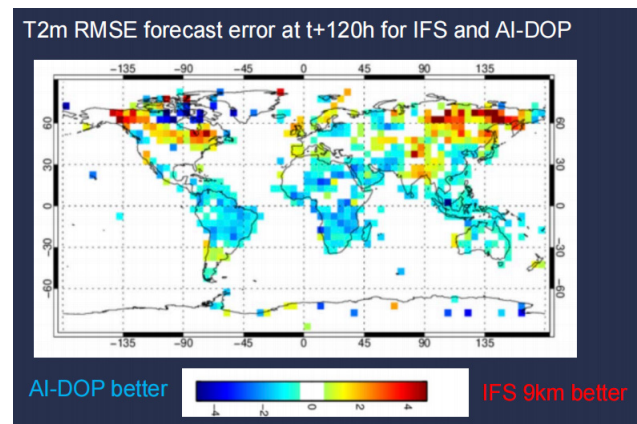 T2m RMSE forecast error at t+120h for IFS and AI-DOP
-135 -90 -45 0 45 90 135
60 60
30 30
0 0
-30 -30
-60 -60
-135 -90 -45 0 45 90 135
AI-DOP better
IFS 9km better
-4 -2 0 2 4